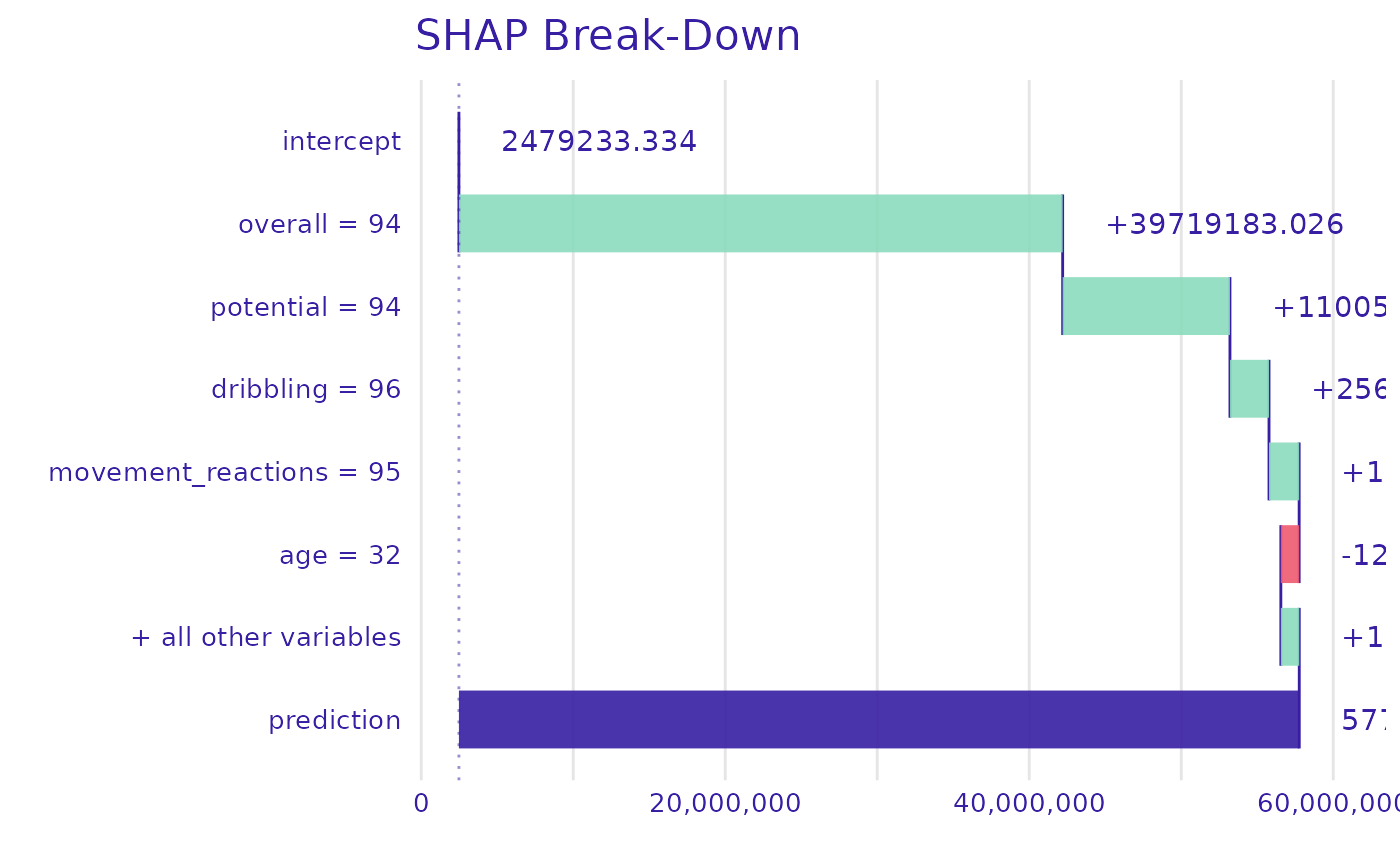 SHAP Break-Down
intercept 2479233.334
overall = 94 +39719183.026
potential = 94 +11005
dribbling = 96 +256
movement_reactions = 95 +1
age = 32 -12
+ all other variables +1
prediction 577
0 20,000,000 40,000,000 60,000,000